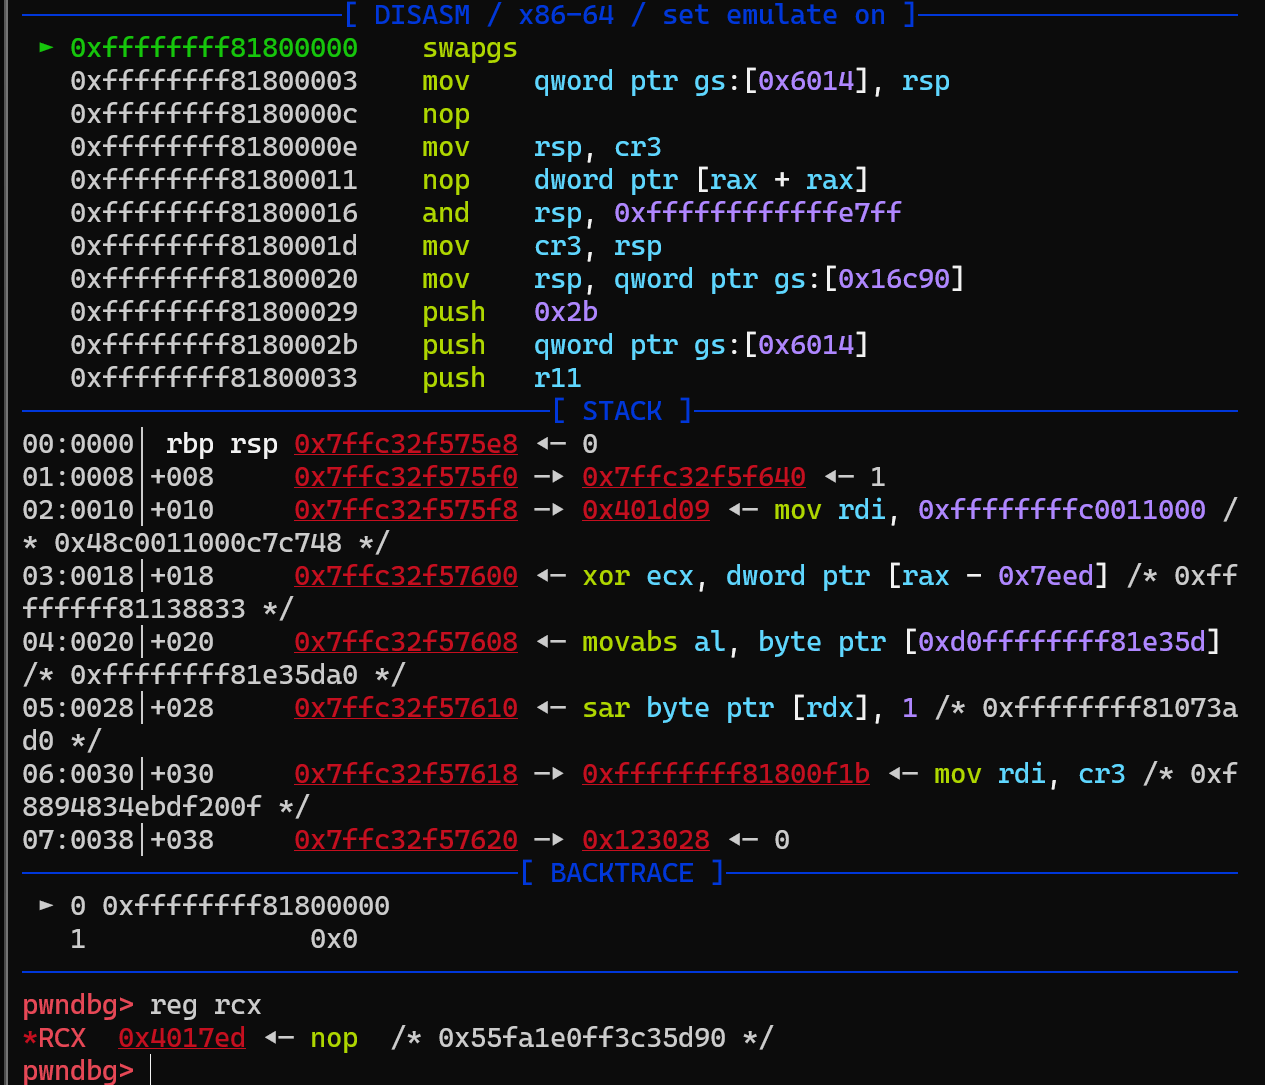 [ DISASM / x86-64 / set emulate on ]
► 0xffffffff81800000    swapgs
0xffffffff81800003    mov    qword ptr gs:[0x6014], rsp
0xffffffff8180000c    nop
0xffffffff8180000e    mov    rsp, cr3
0xffffffff81800011    nop    dword ptr [rax + rax]
0xffffffff81800016    and    rsp, 0xffffffffffffe7ff
0xffffffff8180001d    mov    cr3, rsp
0xffffffff81800020    mov    rsp, qword ptr gs:[0x16c90]
0xffffffff81800029    push   0x2b
0xffffffff8180002b    push   qword ptr gs:[0x6014]
0xffffffff81800033    push   r11
[ STACK ]
00:0000│ rbp rsp 0x7ffc32f575e8 ◂— 0
01:0008│+008     0x7ffc32f575f0 —▸ 0x7ffc32f5f640 ◂— 1
02:0010│+010     0x7ffc32f575f8 —▸ 0x401d09 ◂— mov rdi, 0xffffffffc0011000 /
* 0x48c0011000c7c748 */
03:0018│+018     0x7ffc32f57600 ◂— xor ecx, dword ptr [rax - 0x7eed] /* 0xff
ffffff81138833 */
04:0020│+020     0x7ffc32f57608 ◂— movabs al, byte ptr [0xd0ffffffff81e35d]
/* 0xffffffff81e35da0 */
05:0028│+028     0x7ffc32f57610 ◂— sar byte ptr [rdx], 1 /* 0xffffffff81073a
d0 */
06:0030│+030     0x7ffc32f57618 —▸ 0xffffffff81800f1b ◂— mov rdi, cr3 /* 0xf
8894834ebdf200f */
07:0038│+038     0x7ffc32f57620 —▸ 0x123028 ◂— 0
[ BACKTRACE ]
► 0 0xffffffff81800000
1              0x0
pwndbg> reg rcx
*RCX  0x4017ed ◂— nop  /* 0x55fa1e0ff3c35d90 */
pwndbg>